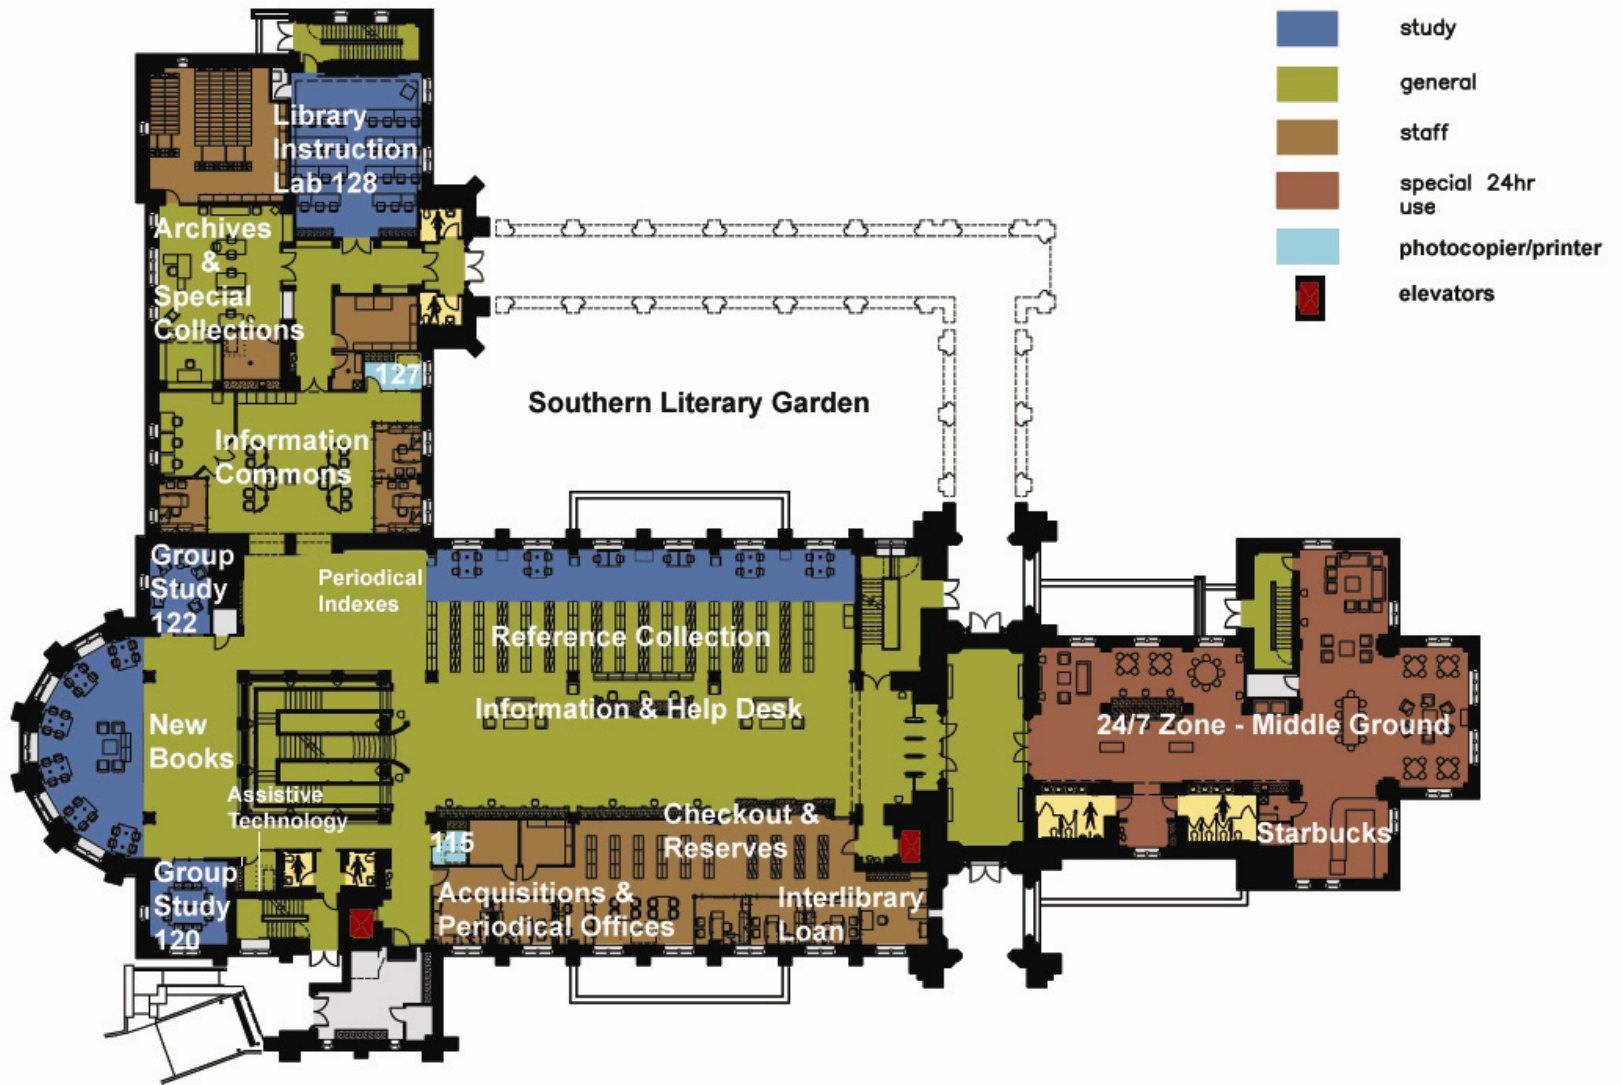 study
general
staff
special 24hr
use
photocopier/printer
elevators
Library
Instruction
Lab 128
Archives
&
Special
Collections
127
Southern Literary Garden
Information
Commons
Group
Study
122
Periodical
Indexes
Reference Collection
Information & Help Desk
New
Books
24/7 Zone - Middle Ground
Assistive
Technology
Checkout &
Reserves
115
Starbucks
Group
Study
120
Acquisitions &
Periodical Offices
Interlibrary
Loan